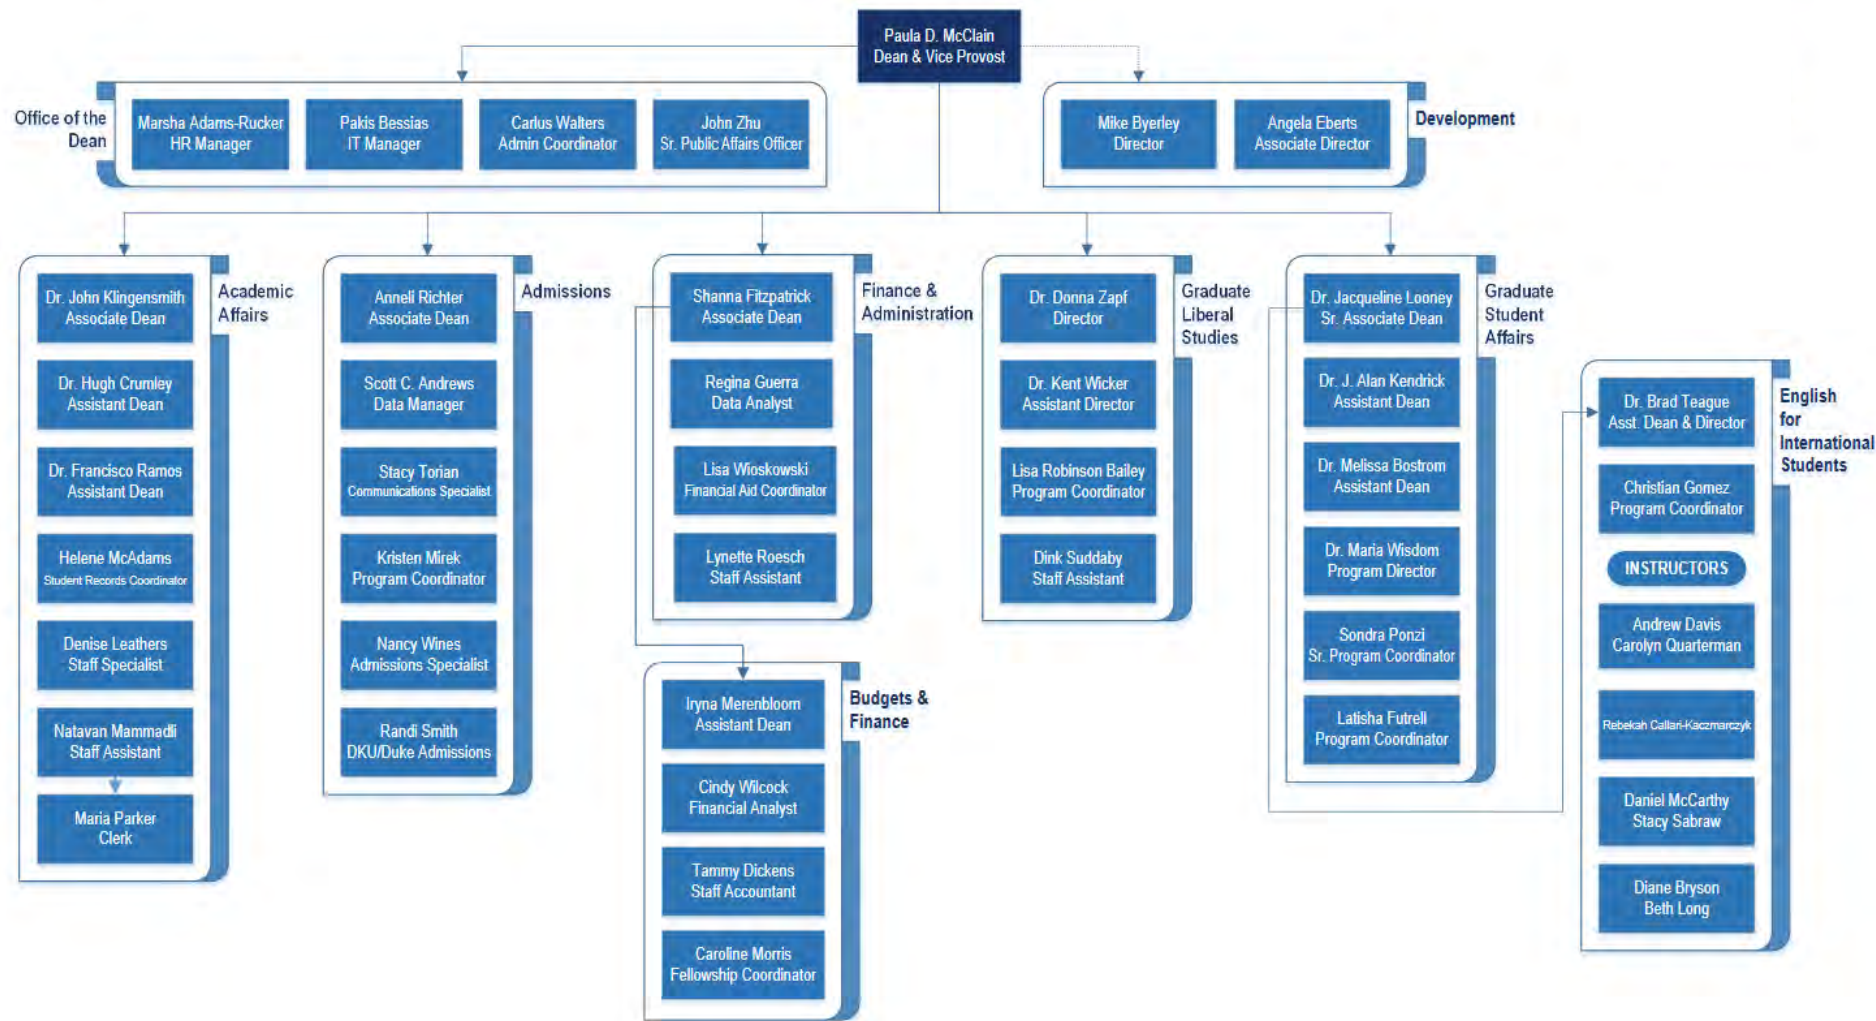 Paula D. McClain
Dean & Vice Provost
Office of the
Dean
Marsha Adams-Rucker
HR Manager
Pakis Bessias
IT Manager
Carlus Walters
Admin Coordinator
John Zhu
Sr. Public Affairs Officer
Mike Byerley
Director
Angela Eberts
Associate Director
Development
Dr. John Klingensmith
Associate Dean
Academic
Affairs
Dr. Hugh Crumley
Assistant Dean
Dr. Francisco Ramos
Assistant Dean
Helene McAdams
Student Records Coordinator
Denise Leathers
Staff Specialist
Natavan Mammadli
Staff Assistant
Maria Parker
Clerk
Anneli Richter
Associate Dean
Admissions
Scott C. Andrews
Data Manager
Stacy Torian
Communications Specialist
Kristen Mirek
Program Coordinator
Nancy Wines
Admissions Specialist
Randi Smith
DKU/Duke Admissions
Shanna Fitzpatrick
Associate Dean
Finance &
Administration
Regina Guerra
Data Analyst
Lisa Wioskowski
Financial Aid Coordinator
Lynette Roesch
Staff Assistant
Iryna Merenbloom
Assistant Dean
Budgets &
Finance
Cindy Wilcock
Financial Analyst
Tammy Dickens
Staff Accountant
Caroline Morris
Fellowship Coordinator
Dr. Donna Zapf
Director
Graduate
Liberal
Studies
Dr. Kent Wicker
Assistant Director
Lisa Robinson Bailey
Program Coordinator
Dink Suddaby
Staff Assistant
Dr. Jacqueline Looney
Sr. Associate Dean
Graduate
Student
Affairs
Dr. J. Alan Kendrick
Assistant Dean
Dr. Melissa Bostrom
Assistant Dean
Dr. Maria Wisdom
Program Director
Sondra Ponzi
Sr. Program Coordinator
Latisha Futrell
Program Coordinator
Dr. Brad Teague
Asst. Dean & Director
English
for
International
Students
Christian Gomez
Program Coordinator
INSTRUCTORS
Andrew Davis
Carolyn Quarterman
Rebekah Callari-Kaczmarczyk
Daniel McCarthy
Stacy Sabraw
Diane Bryson
Beth Long